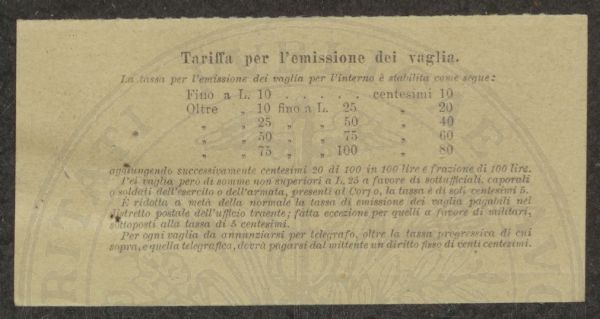 Tariffa per l'emissione dei vaglia.
La tassa per l'emissione dei vaglia per l'interno è stabilita come segue:
Fino a L. 10 . . . . . centesimi 10
Oltre „ 10 fino a L. 25 „ 20
„ „ 25 „ „ 50 „ 40
„ „ 50 „ „ 75 „ 60
„ „ 75 „ „ 100 „ 80
aggiungendo successivamente centesimi 20 di 100 in 100 lire e frazione di 100 lire.
Pei vaglia però di somme non superiori a L. 25 a favore di sottufficiali, caporali
o soldati dell'esercito o dell'armata, presenti al Corpo, la tassa è di soli centesimi 5.
È ridotta a metà della normale la tassa di emissione dei vaglia pagabili nel
distretto postale dell'ufficio traente; fatta eccezione per quelli a favore di militari,
sottoposti alla tassa di 5 centesimi.
Per ogni vaglia da annunziarsi per telegrafo, oltre la tassa progressiva di cui
sopra, e quella telegrafica, dovrà pagarsi dal mittente un diritto fisso di venti centesimi.